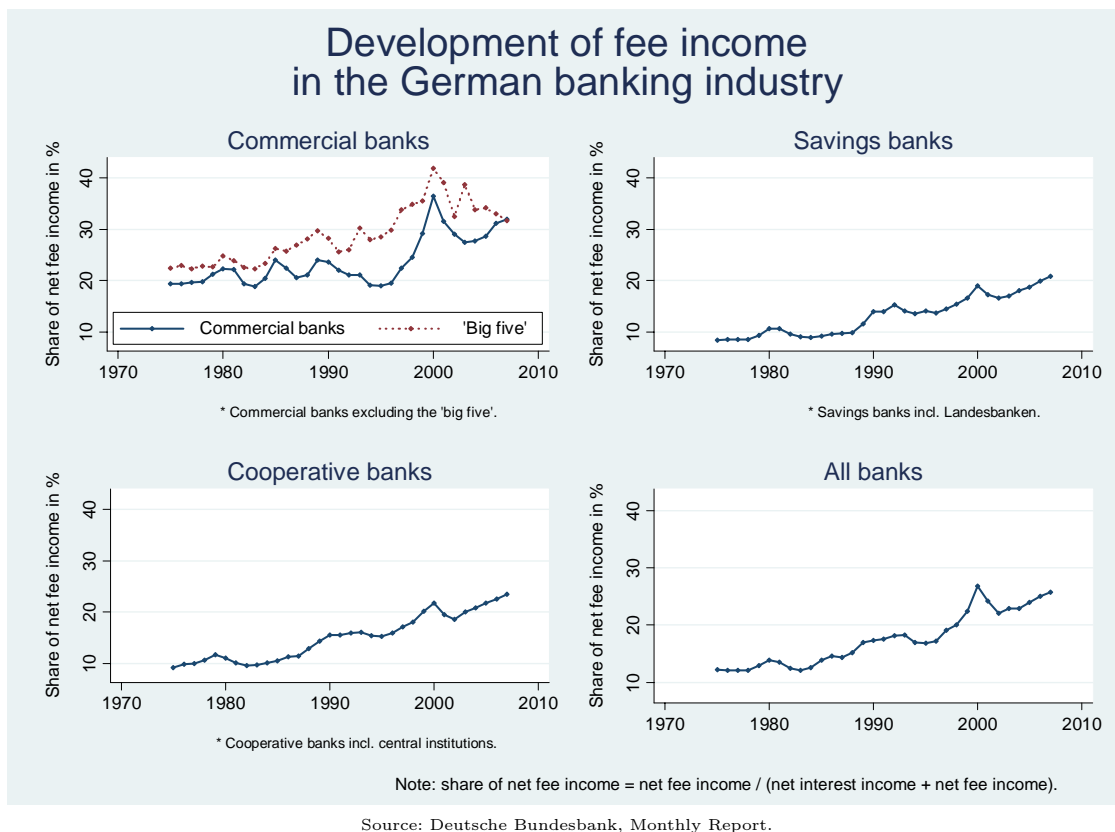 Development of fee income
in the German banking industry
Commercial banks
Share of net fee income in %
40
30
20
10
Commercial banks
'Big five'
1970
1980
1990
2000
2010
* Commercial banks excluding the 'big five'.
Savings banks
Share of net fee income in %
40
30
20
10
1970
1980
1990
2000
2010
* Savings banks incl. Landesbanken.
Cooperative banks
Share of net fee income in %
40
30
20
10
1970
1980
1990
2000
2010
* Cooperative banks incl. central institutions.
All banks
Share of net fee income in %
40
30
20
10
1970
1980
1990
2000
2010
Note: share of net fee income = net fee income / (net interest income + net fee income).
Source: Deutsche Bundesbank, Monthly Report.